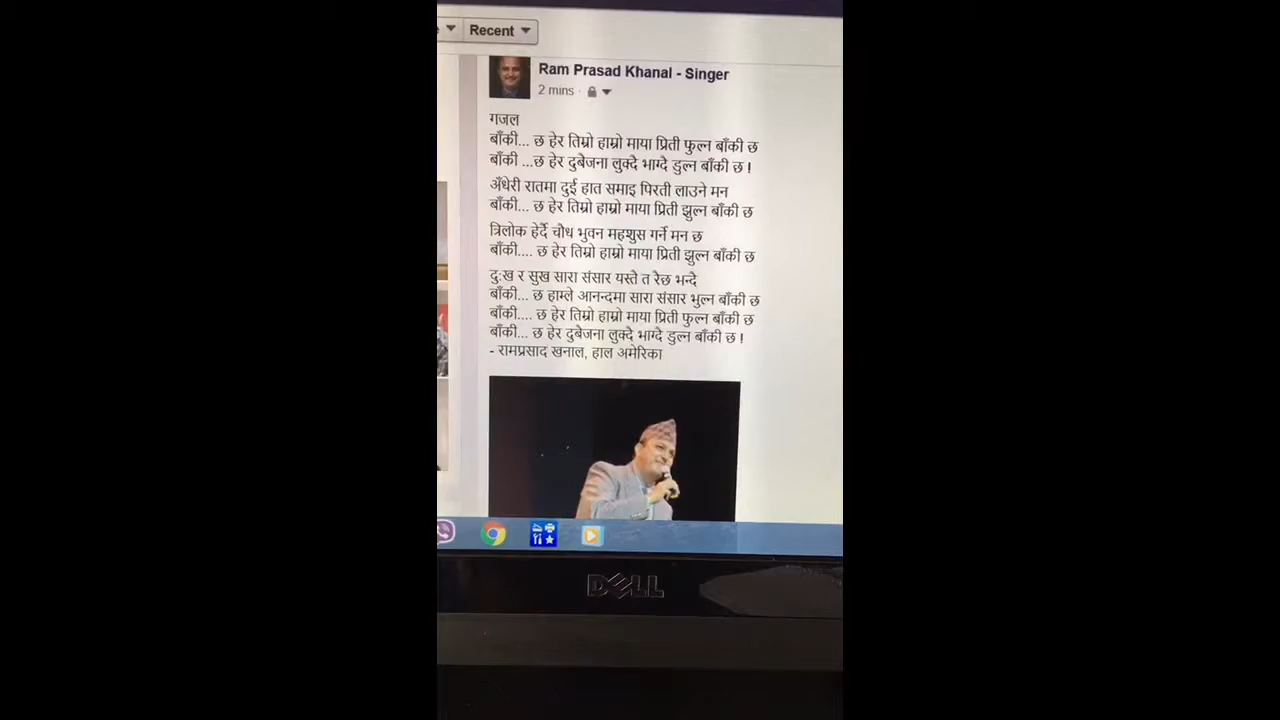 Recent
Ram Prasad Khanal - Singer
2 mins ·
गजल
बाँकी... छ हेर तिम्रो हाम्रो माया प्रिती फुल्न बाँकी छ
बाँकी ...छ हेर दुबैजना लुक्दै भाग्दै डुल्न बाँकी छ !
अँधेरी रातमा दुई हात समाइ पिरती लाउने मन
बाँकी... छ हेर तिम्रो हाम्रो माया प्रिती झुल्न बाँकी छ
त्रिलोक हेर्दै चौध भुवन महशुस गर्ने मन छ
बाँकी.... छ हेर तिम्रो हाम्रो माया प्रिती झुल्न बाँकी छ
दुःख र सुख सारा संसार यस्तै त रेछ भन्दै
बाँकी... छ हाम्ले आनन्दमा सारा संसार भुल्न बाँकी छ
बाँकी.... छ हेर तिम्रो हाम्रो माया प्रिती फुल्न बाँकी छ
बाँकी... छ हेर दुबैजना लुक्दै भाग्दै डुल्न बाँकी छ !
- रामप्रसाद खनाल, हाल अमेरिका
DELL